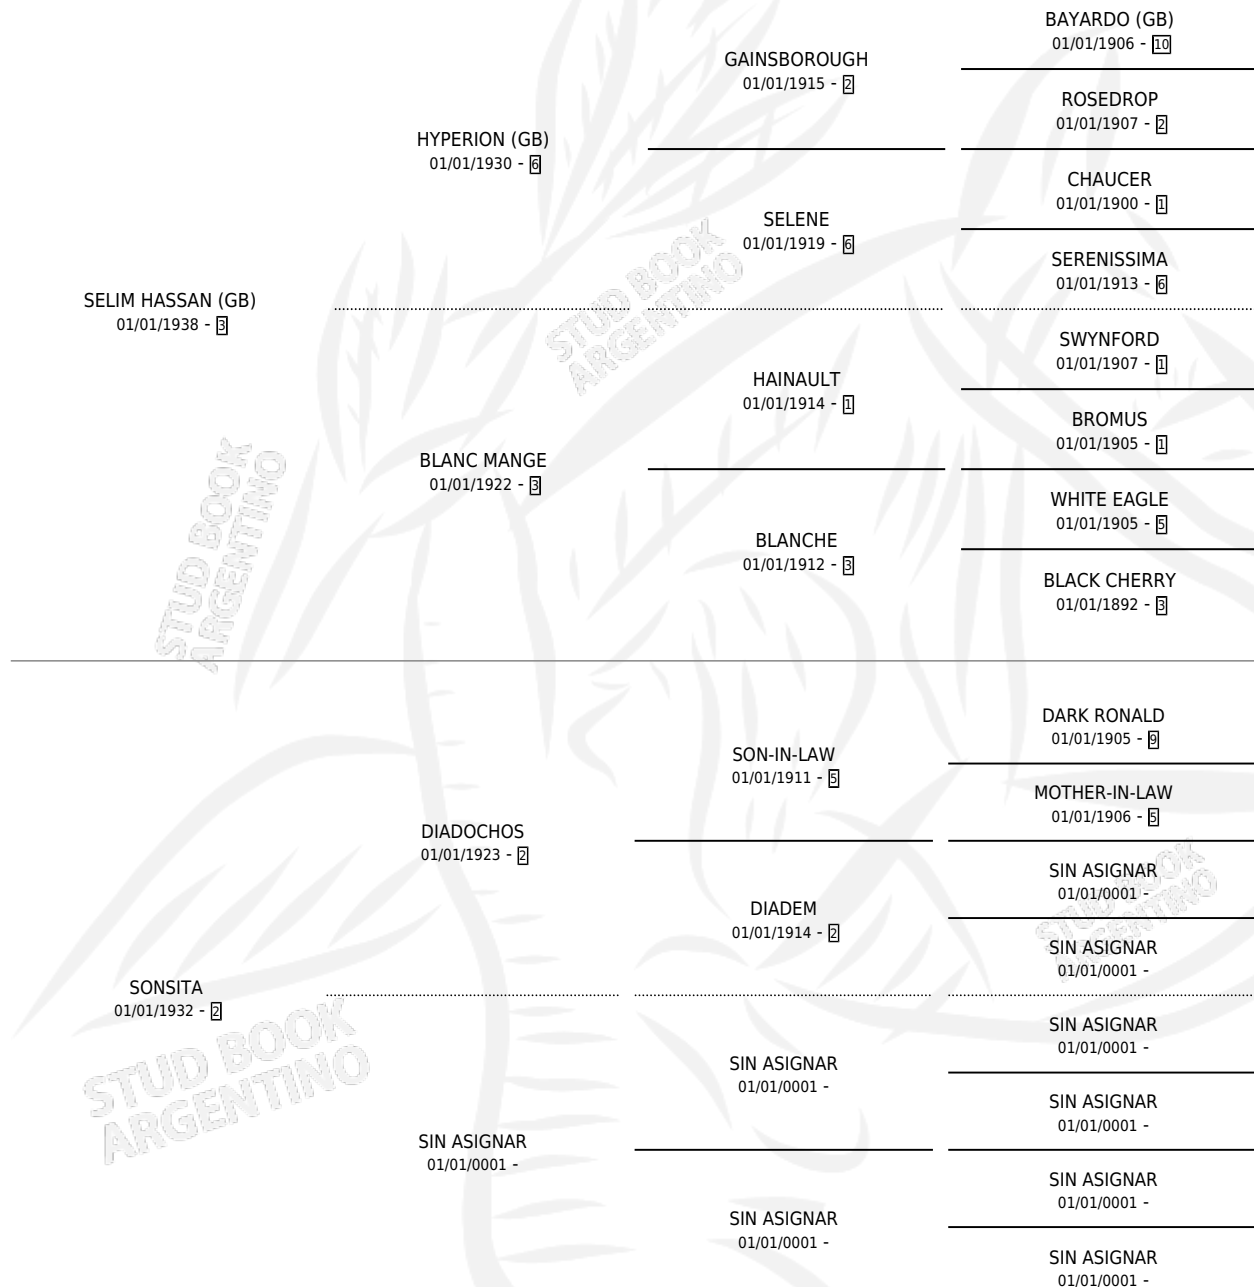 BAYARDO (GB)
01/01/1906 - 10
GAINSBOROUGH
01/01/1915 - 2
ROSEDROP
01/01/1907 - 2
HYPERION (GB)
01/01/1930 - 6
CHAUCER
01/01/1900 - 1
SELENE
01/01/1919 - 6
SERENISSIMA
01/01/1913 - 6
SELIM HASSAN (GB)
01/01/1938 - 3
SWYNFORD
01/01/1907 - 1
HAINAULT
01/01/1914 - 1
BROMUS
01/01/1905 - 1
BLANC MANGE
01/01/1922 - 3
WHITE EAGLE
01/01/1905 - 5
BLANCHE
01/01/1912 - 3
BLACK CHERRY
01/01/1892 - 3
DARK RONALD
01/01/1905 - 9
SON-IN-LAW
01/01/1911 - 5
MOTHER-IN-LAW
01/01/1906 - 5
DIADOCHOS
01/01/1923 - 2
SIN ASIGNAR
01/01/0001 -
DIADEM
01/01/1914 - 2
SIN ASIGNAR
01/01/0001 -
SONSITA
01/01/1932 - 2
SIN ASIGNAR
01/01/0001 -
SIN ASIGNAR
01/01/0001 -
SIN ASIGNAR
01/01/0001 -
SIN ASIGNAR
01/01/0001 -
SIN ASIGNAR
01/01/0001 -
SIN ASIGNAR
01/01/0001 -
SIN ASIGNAR
01/01/0001 -
STUD BOOK
ARGENTINO
STUD BOOK
ARGENTINO
STUD BOOK
ARGENTINO
STUD BOOK
ARGENTINO